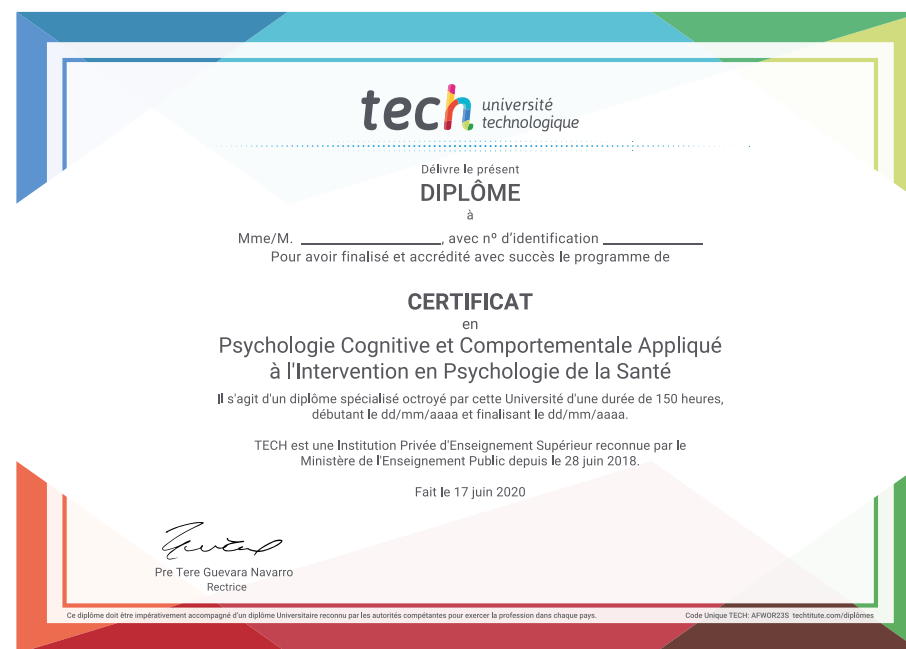 tech université
technologique
Délivre le présent
DIPLÔME
à
Mme/M. ____________________, avec nº d'identification ______________
Pour avoir finalisé et accrédité avec succès le programme de
CERTIFICAT
en
Psychologie Cognitive et Comportementale Appliqué
à l'Intervention en Psychologie de la Santé
Il s'agit d'un diplôme spécialisé octroyé par cette Université d'une durée de 150 heures,
débutant le dd/mm/aaaa et finalisant le dd/mm/aaaa.
TECH est une Institution Privée d'Enseignement Supérieur reconnue par le
Ministère de l'Enseignement Public depuis le 28 juin 2018.
Fait le 17 juin 2020
Pre Tere Guevara Navarro
Rectrice
Ce diplôme doit être impérativement accompagné d'un diplôme Universitaire reconnu par les autorités compétantes pour exercer la profession dans chaque pays. Code Unique TECH: AFWOR23S techtitute.com/diplômes